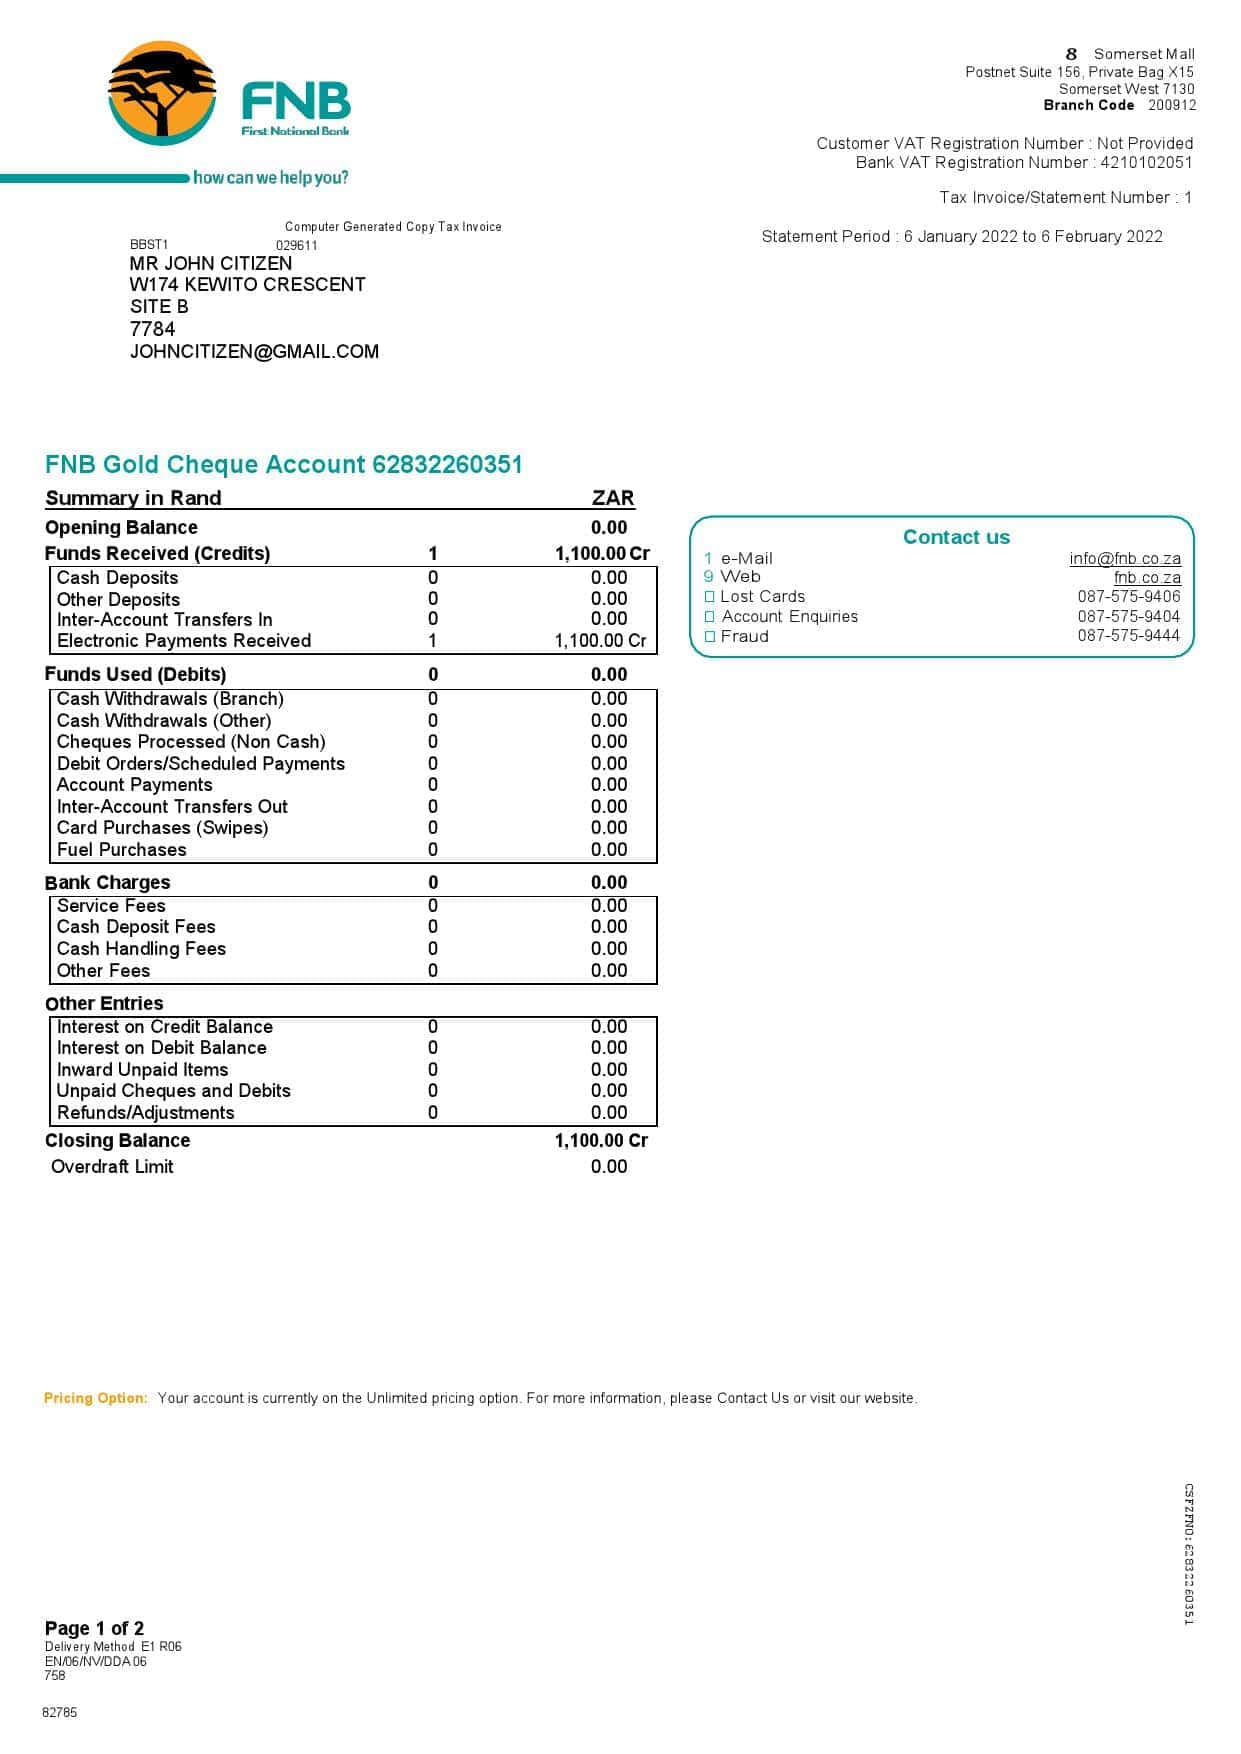 FNB
First National Bank
how can we help you?
8 Somerset Mall
Postnet Suite 156, Private Bag X15
Somerset West 7130
Branch Code 200912
Customer VAT Registration Number : Not Provided
Bank VAT Registration Number : 4210102051
Tax Invoice/Statement Number : 1
Statement Period : 6 January 2022 to 6 February 2022
Computer Generated Copy Tax Invoice
BBST1 029611
MR JOHN CITIZEN
W174 KEWITO CRESCENT
SITE B
7784
JOHNCITIZEN@GMAIL.COM
FNB Gold Cheque Account 62832260351
Summary in Rand ZAR
Opening Balance 0.00
Funds Received (Credits) 1 1,100.00 Cr
Cash Deposits 0 0.00
Other Deposits 0 0.00
Inter-Account Transfers In 0 0.00
Electronic Payments Received 1 1,100.00 Cr
Funds Used (Debits) 0 0.00
Cash Withdrawals (Branch) 0 0.00
Cash Withdrawals (Other) 0 0.00
Cheques Processed (Non Cash) 0 0.00
Debit Orders/Scheduled Payments 0 0.00
Account Payments 0 0.00
Inter-Account Transfers Out 0 0.00
Card Purchases (Swipes) 0 0.00
Fuel Purchases 0 0.00
Bank Charges 0 0.00
Service Fees 0 0.00
Cash Deposit Fees 0 0.00
Cash Handling Fees 0 0.00
Other Fees 0 0.00
Other Entries
Interest on Credit Balance 0 0.00
Interest on Debit Balance 0 0.00
Inward Unpaid Items 0 0.00
Unpaid Cheques and Debits 0 0.00
Refunds/Adjustments 0 0.00
Closing Balance 1,100.00 Cr
Overdraft Limit 0.00
Contact us
1 e-Mail info@fnb.co.za
9 Web fnb.co.za
Lost Cards 087-575-9406
Account Enquiries 087-575-9404
Fraud 087-575-9444
Pricing Option: Your account is currently on the Unlimited pricing option. For more information, please Contact Us or visit our website.
CSFZFN0: 62832260351
Page 1 of 2
Delivery Method E1 R06
EN/06/NV/DDA 06
758
82785